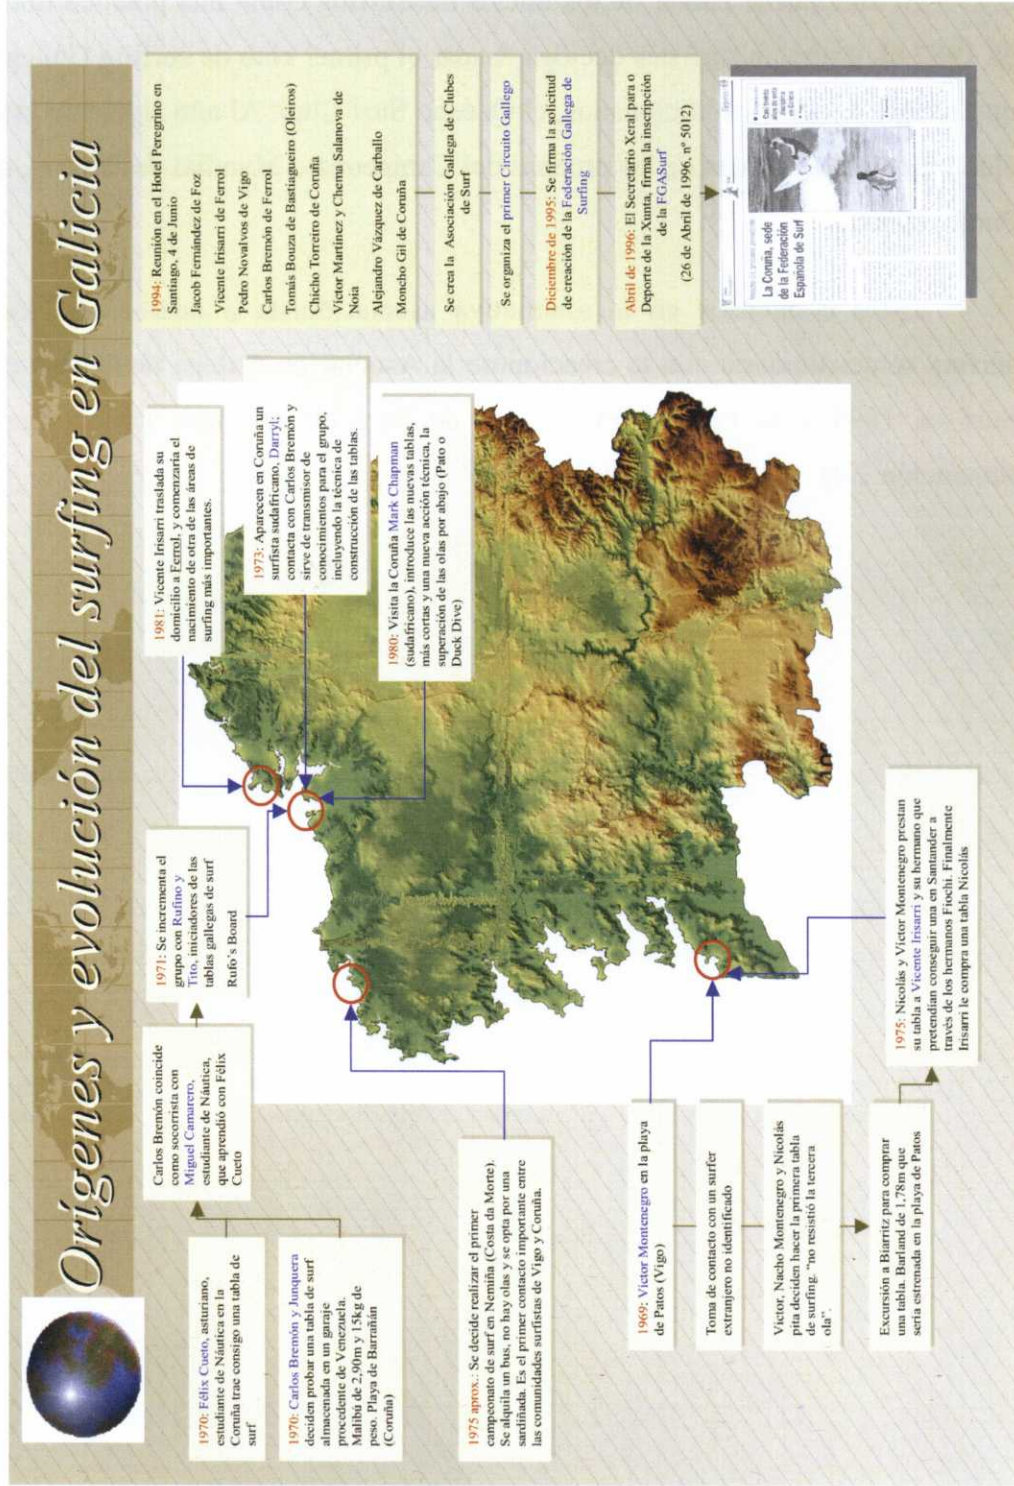 Orígenes y evolución del surfing en Galicia
1970: Félix Cueto, asturiano,
estudiante de Náutica en la
Coruña trae consigo una tabla de
surf
1970: Carlos Bremón y Junquera
deciden probar una tabla de surf
almacenada en un garaje
procedente de Venezuela.
Malibú de 2,90m y 15kg de
peso. Playa de Barrañán
(Coruña)
Carlos Bremón coincide
como socorrista con
Miguel Camarero,
estudiante de Náutica,
que aprendió con Félix
Cueto
1971: Se incrementa el
grupo con Rufino y
Tito, iniciadores de las
tablas gallegas de surf
Rufo´s Board
1981: Vicente Irisarri traslada su
domicilio a Ferrol, y comenzaría el
nacimiento de otra de las áreas de
surfing más importantes.
1973: Aparecen en Coruña un
surfista sudafricano, Darryl;
contacta con Carlos Bremón y
sirve de transmisor de
conocimientos para el grupo,
incluyendo la técnica de
construcción de las tablas.
1980: Visita la Coruña Mark Chapman
(sudafricano), introduce las nuevas tablas,
más cortas y una nueva acción técnica, la
superación de las olas por abajo (Pato o
Duck Dive)
1975 aprox.: Se decide realizar el primer
campeonato de surf en Nemiña (Costa da Morte).
Se alquila un bus, no hay olas y se opta por una
sardiñada. Es el primer contacto importante entre
las comunidades surfistas de Vigo y Coruña.
1969: Victor Montenegro en la playa
de Patos (Vigo)
Toma de contacto con un surfer
extranjero no identificado
Victor, Nacho Montenegro y Nicolás
pita deciden hacer la primera tabla
de surfing. “no resistió la tercera
ola”.
Excursión a Biarritz para comprar
una tabla. Barland de 1,78m que
sería estrenada en la playa de Patos
1975: Nicolás y Victor Montenegro prestan
su tabla a Vicente Irisarri y su hermano que
pretendían conseguir una en Santander a
través de los hermanos Fiochi. Finalmente
Irisarri le compra una tabla Nicolás
1994: Reunión en el Hotel Peregrino en
Santiago, 4 de Junio
Jacob Fernández de Foz
Vicente Irisarri de Ferrol
Pedro Novalvos de Vigo
Carlos Bremón de Ferrol
Tomás Bouza de Bastiagueiro (Oleiros)
Chicho Torreiro de Coruña
Víctor Martínez y Chema Salanova de
Noia
Alejandro Vázquez de Carballo
Moncho Gil de Coruña
Se crea la Asociación Gallega de Clubes
de Surf
Se organiza el primer Circuito Gallego
Diciembre de 1995: Se firma la solicitud
de creación de la Federación Gallega de
Surfing
Abril de 1996: El Secretario Xeral para o
Deporte de la Xunta, firma la inscripción
de la FGASurf
(26 de Abril de 1996, nº 5012)
La Coruña, sede
de la Federación
Española de Surf